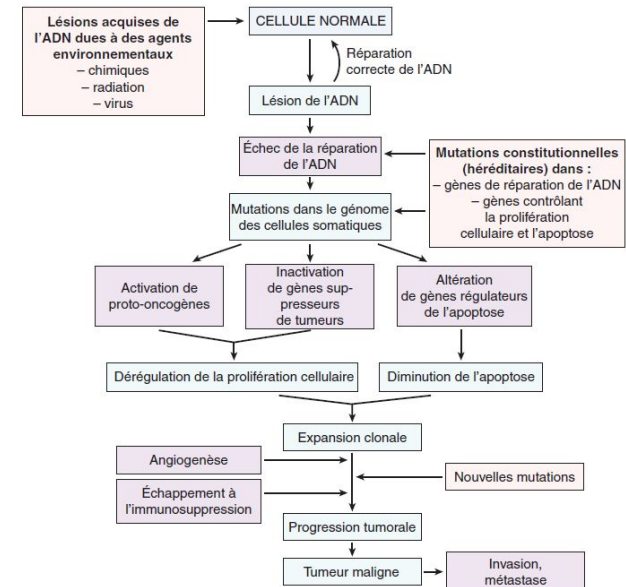 Lésions acquises de
l'ADN dues à des agents
environnementaux
– chimiques
– radiation
– virus
CELLULE NORMALE
Réparation
correcte de l'ADN
Lésion de l'ADN
Échec de la réparation
de l'ADN
Mutations constitutionnelles
(héréditaires) dans :
– gènes de réparation de l'ADN
– gènes contrôlant
la prolifération
cellulaire et l'apoptose
Mutations dans le génome
des cellules somatiques
Activation de
proto-oncogènes
Inactivation
de gènes sup-
presseurs
de tumeurs
Altération
de gènes régulateurs
de l'apoptose
Dérégulation de la prolifération cellulaire
Diminution de l'apoptose
Expansion clonale
Angiogenèse
Nouvelles mutations
Échappement à
l'immunosuppression
Progression tumorale
Tumeur maligne
Invasion,
métastase